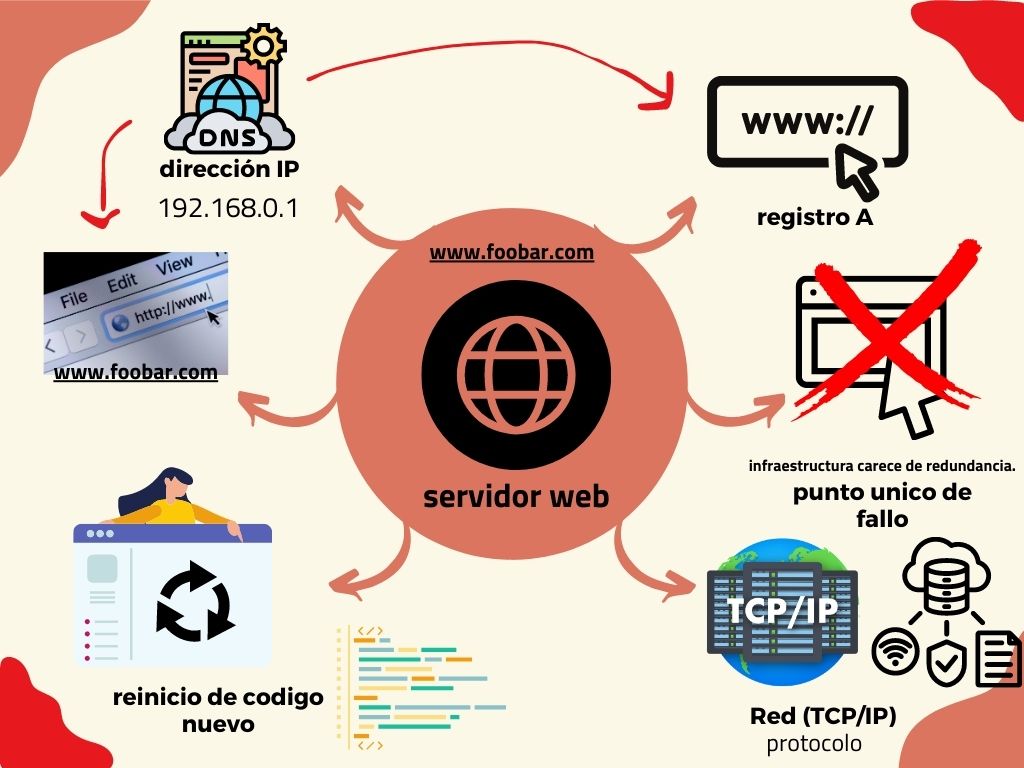 DNS
dirección IP
192.168.0.1
www://
registro A
www.foobar.com
File Edit View
http://www.
www.foobar.com
servidor web
infraestructura carece de redundancia.
punto unico de
fallo
TCP/IP
Red (TCP/IP)
protocolo
reinicio de codigo
nuevo
</>
</>